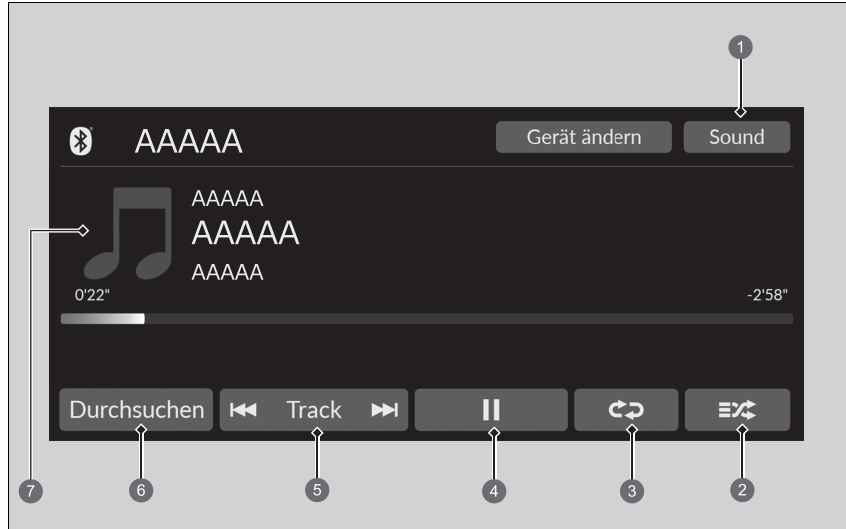 1
AAAAA
Gerät ändern
Sound
AAAAA
AAAAA
AAAAA
7
0'22"
-2'58"
Durchsuchen
Track
6
5
4
3
2